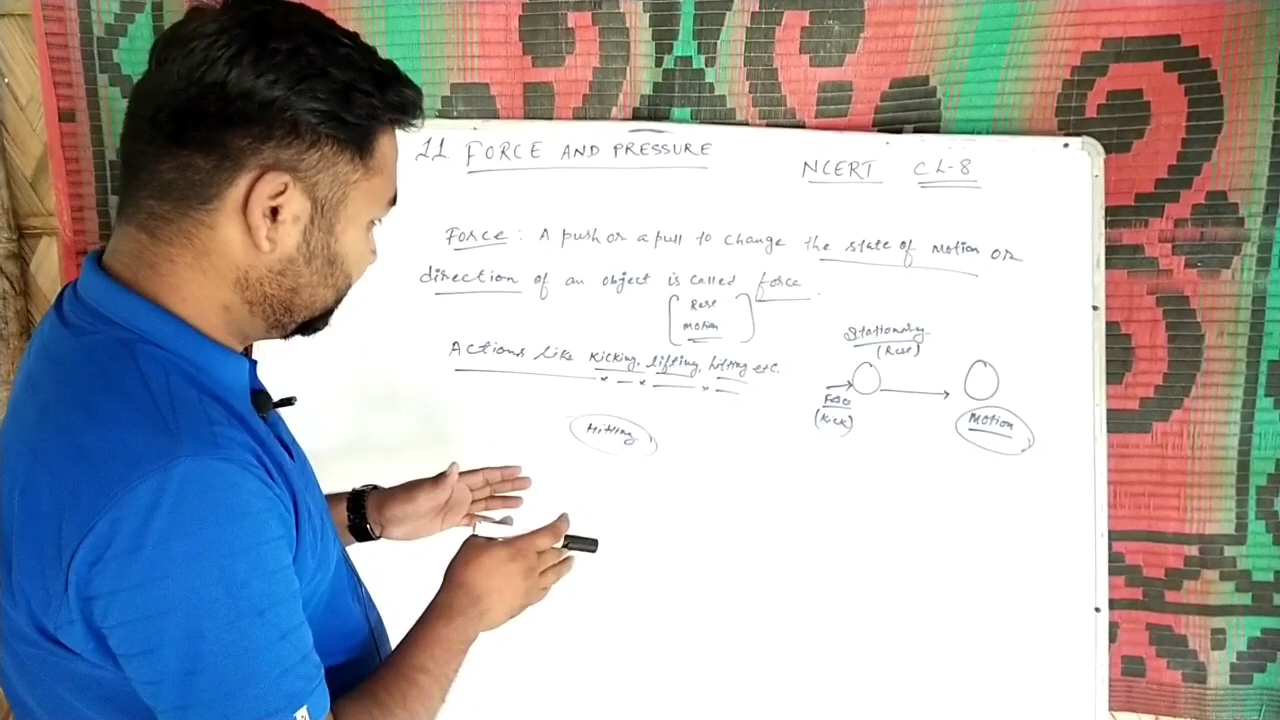 11. FORCE AND PRESSURE
NCERT CL-8
Force : A push or a pull to change the state of motion or
direction of an object is called force.
Rest
Motion
Actions like kicking, lifting, hitting etc.
Stationary
(Rest)
Force
(Kick)
Motion
Hitting